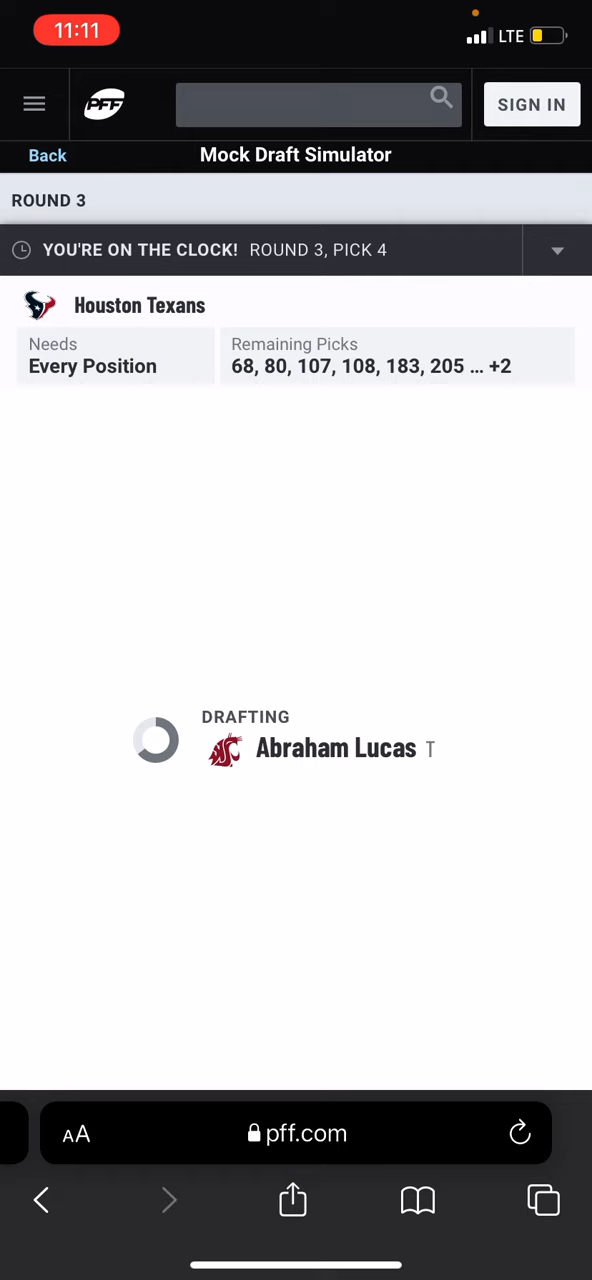 11:11
LTE
PFF
SIGN IN
Back
Mock Draft Simulator
ROUND 3
YOU'RE ON THE CLOCK! ROUND 3, PICK 4
Houston Texans
Needs
Every Position
Remaining Picks
68, 80, 107, 108, 183, 205 ... +2
DRAFTING
Abraham Lucas T
AA
pff.com